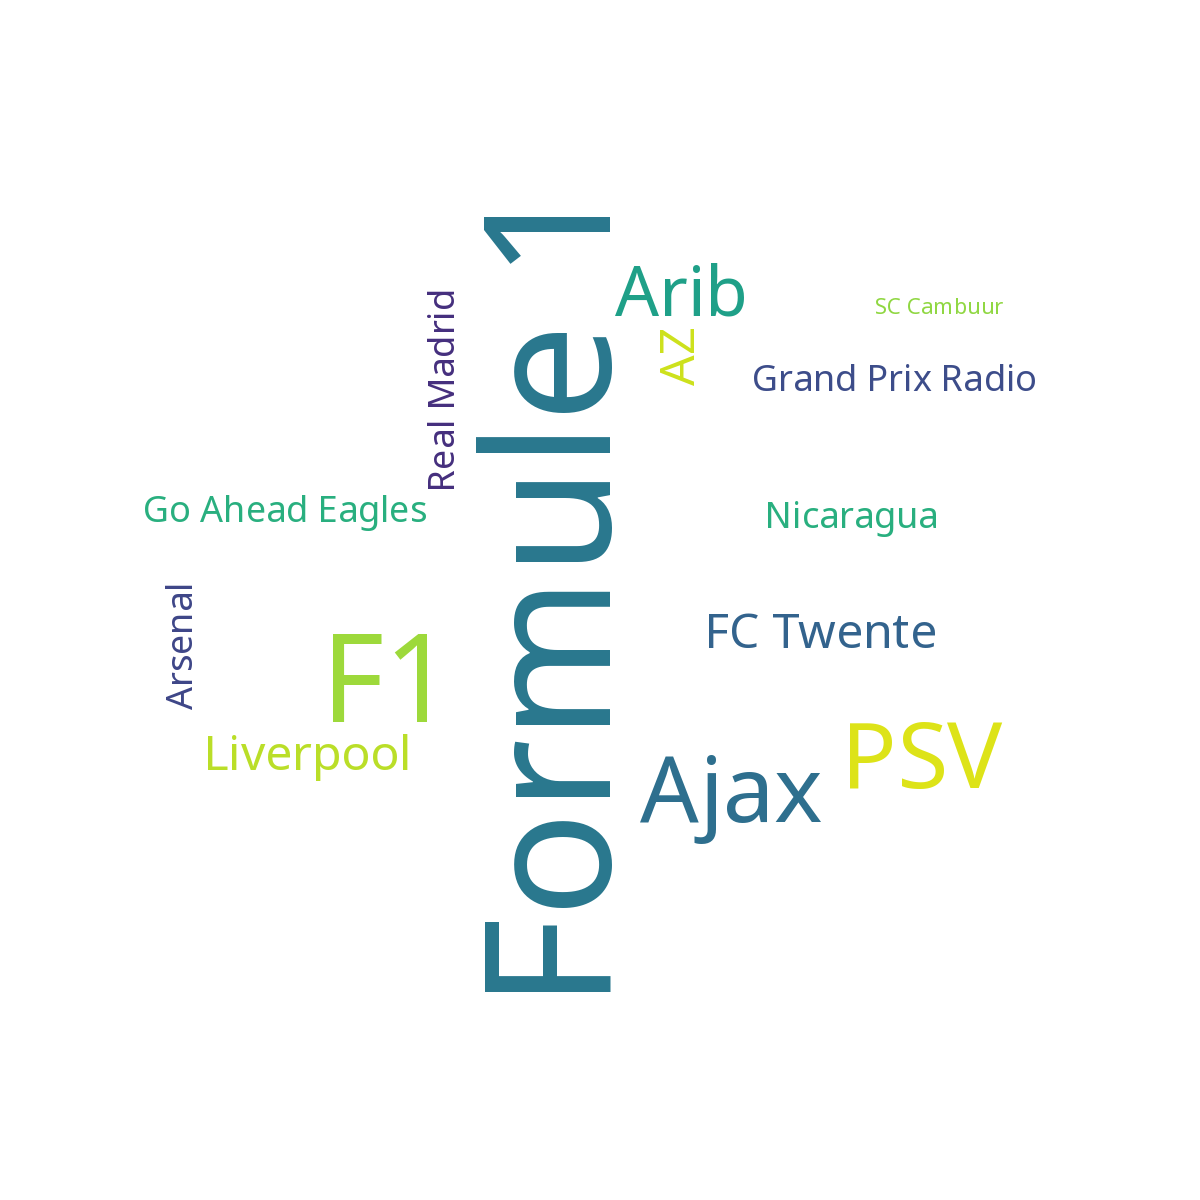 Formule 1
Arib
SC Cambuur
Real Madrid
AZ
Grand Prix Radio
Go Ahead Eagles
Nicaragua
Arsenal
F1
FC Twente
Liverpool
Ajax
PSV